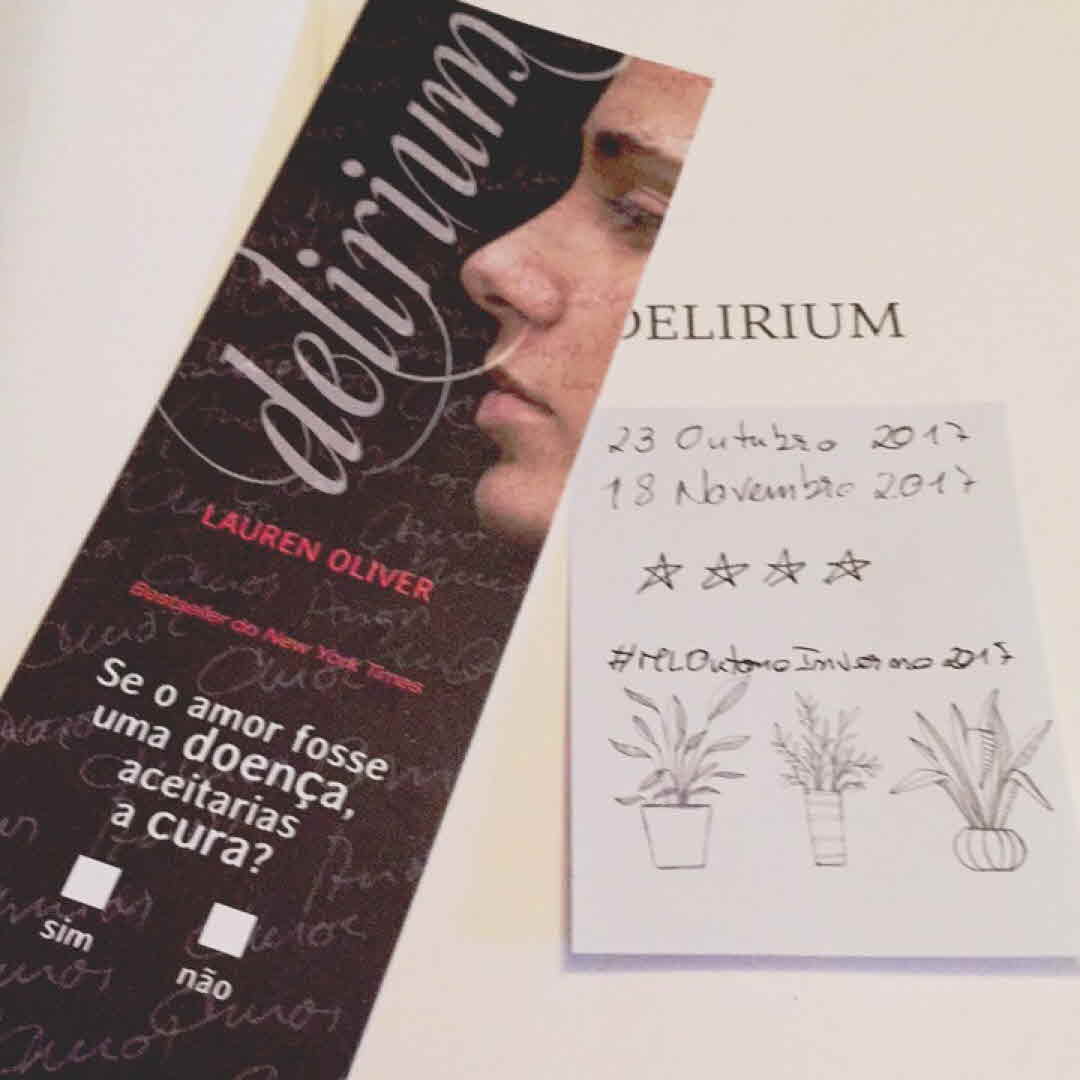 delirium
LAUREN OLIVER
Bestseller do New York Times
Se o amor fosse
uma doença,
aceitarias
a cura?
sim
não
DELIRIUM
23 Outubro 2017
18 Novembro 2017
#MLOutonoInverno2017